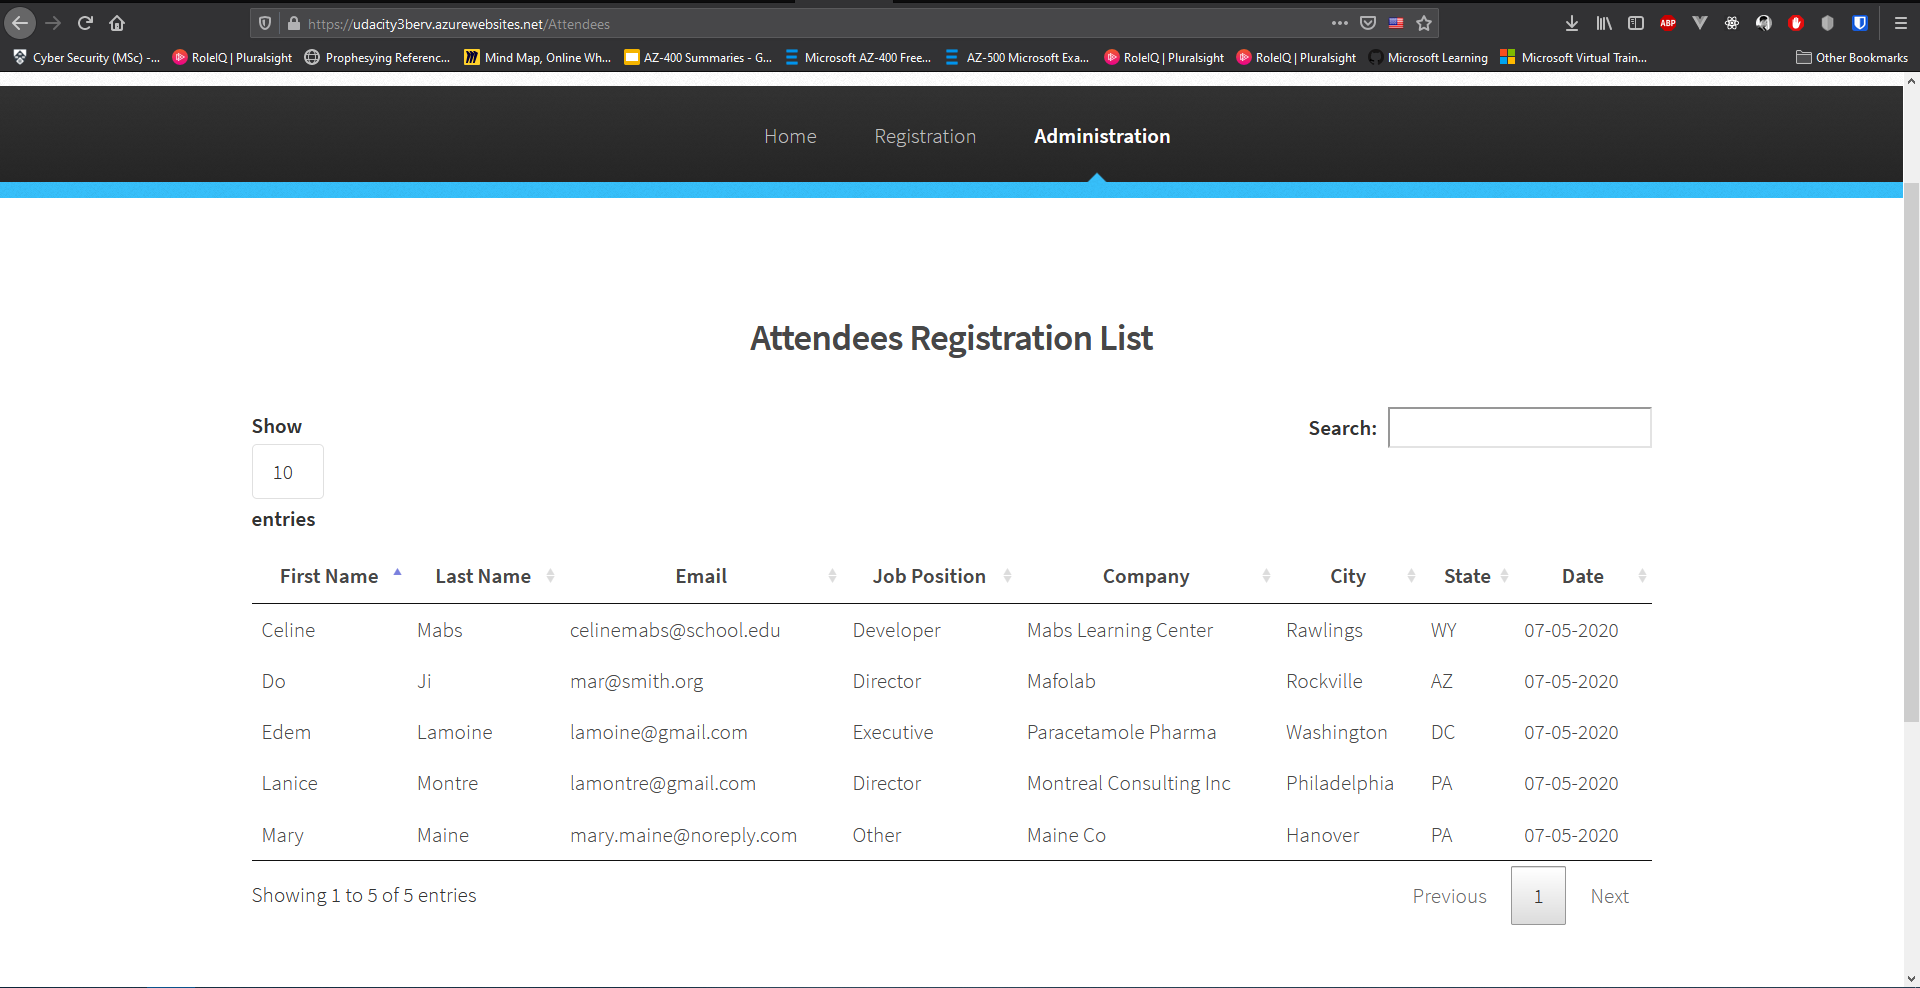 https://udacity3berv.azurewebsites.net/Attendees
Cyber Security (MSc) -... RoleIQ | Pluralsight Prophesying Referenc... Mind Map, Online Wh... AZ-400 Summaries - G... Microsoft AZ-400 Free... AZ-500 Microsoft Exa... RoleIQ | Pluralsight RoleIQ | Pluralsight Microsoft Learning Microsoft Virtual Train... Other Bookmarks
Home Registration Administration
Attendees Registration List
Show
Search:
10
entries
First Name Last Name Email Job Position Company City State Date
Celine Mabs celinemabs@school.edu Developer Mabs Learning Center Rawlings WY 07-05-2020
Do Ji mar@smith.org Director Mafolab Rockville AZ 07-05-2020
Edem Lamoine lamoine@gmail.com Executive Paracetamole Pharma Washington DC 07-05-2020
Lanice Montre lamontre@gmail.com Director Montreal Consulting Inc Philadelphia PA 07-05-2020
Mary Maine mary.maine@noreply.com Other Maine Co Hanover PA 07-05-2020
Showing 1 to 5 of 5 entries Previous 1 Next